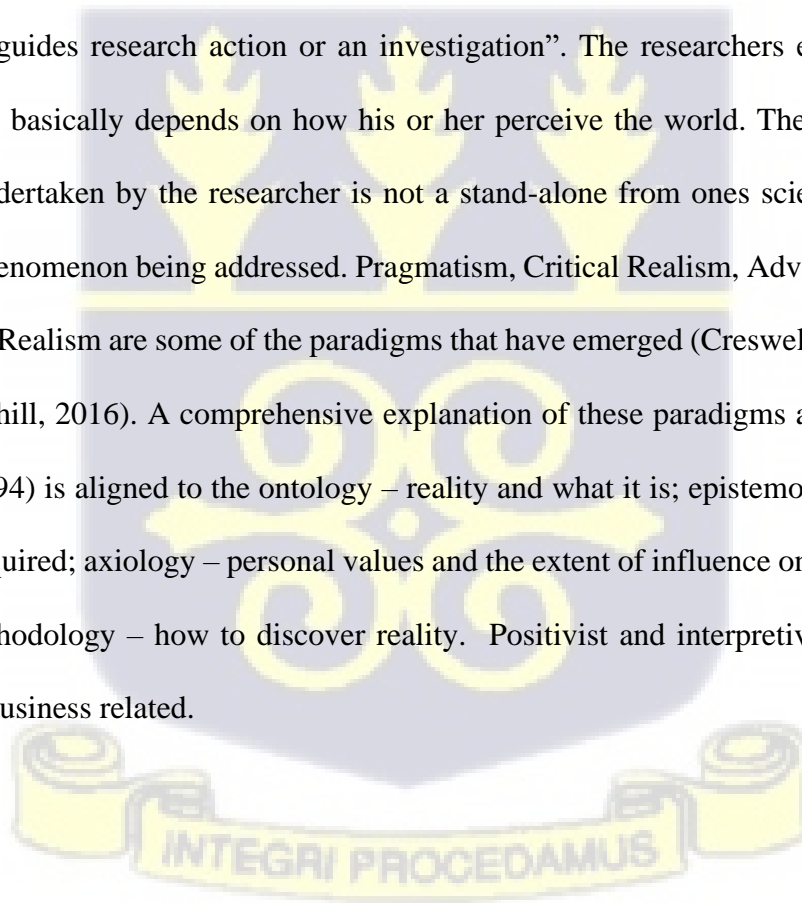 guides research action or an investigation”. The researchers e
basically depends on how his or her perceive the world. The
dertaken by the researcher is not a stand-alone from ones scie
enomenon being addressed. Pragmatism, Critical Realism, Adv
Realism are some of the paradigms that have emerged (Creswel
hill, 2016). A comprehensive explanation of these paradigms a
94) is aligned to the ontology – reality and what it is; epistemo
uired; axiology – personal values and the extent of influence on
hodology – how to discover reality. Positivist and interpretiv
usiness related.
INTEGRI PROCEDAMUS